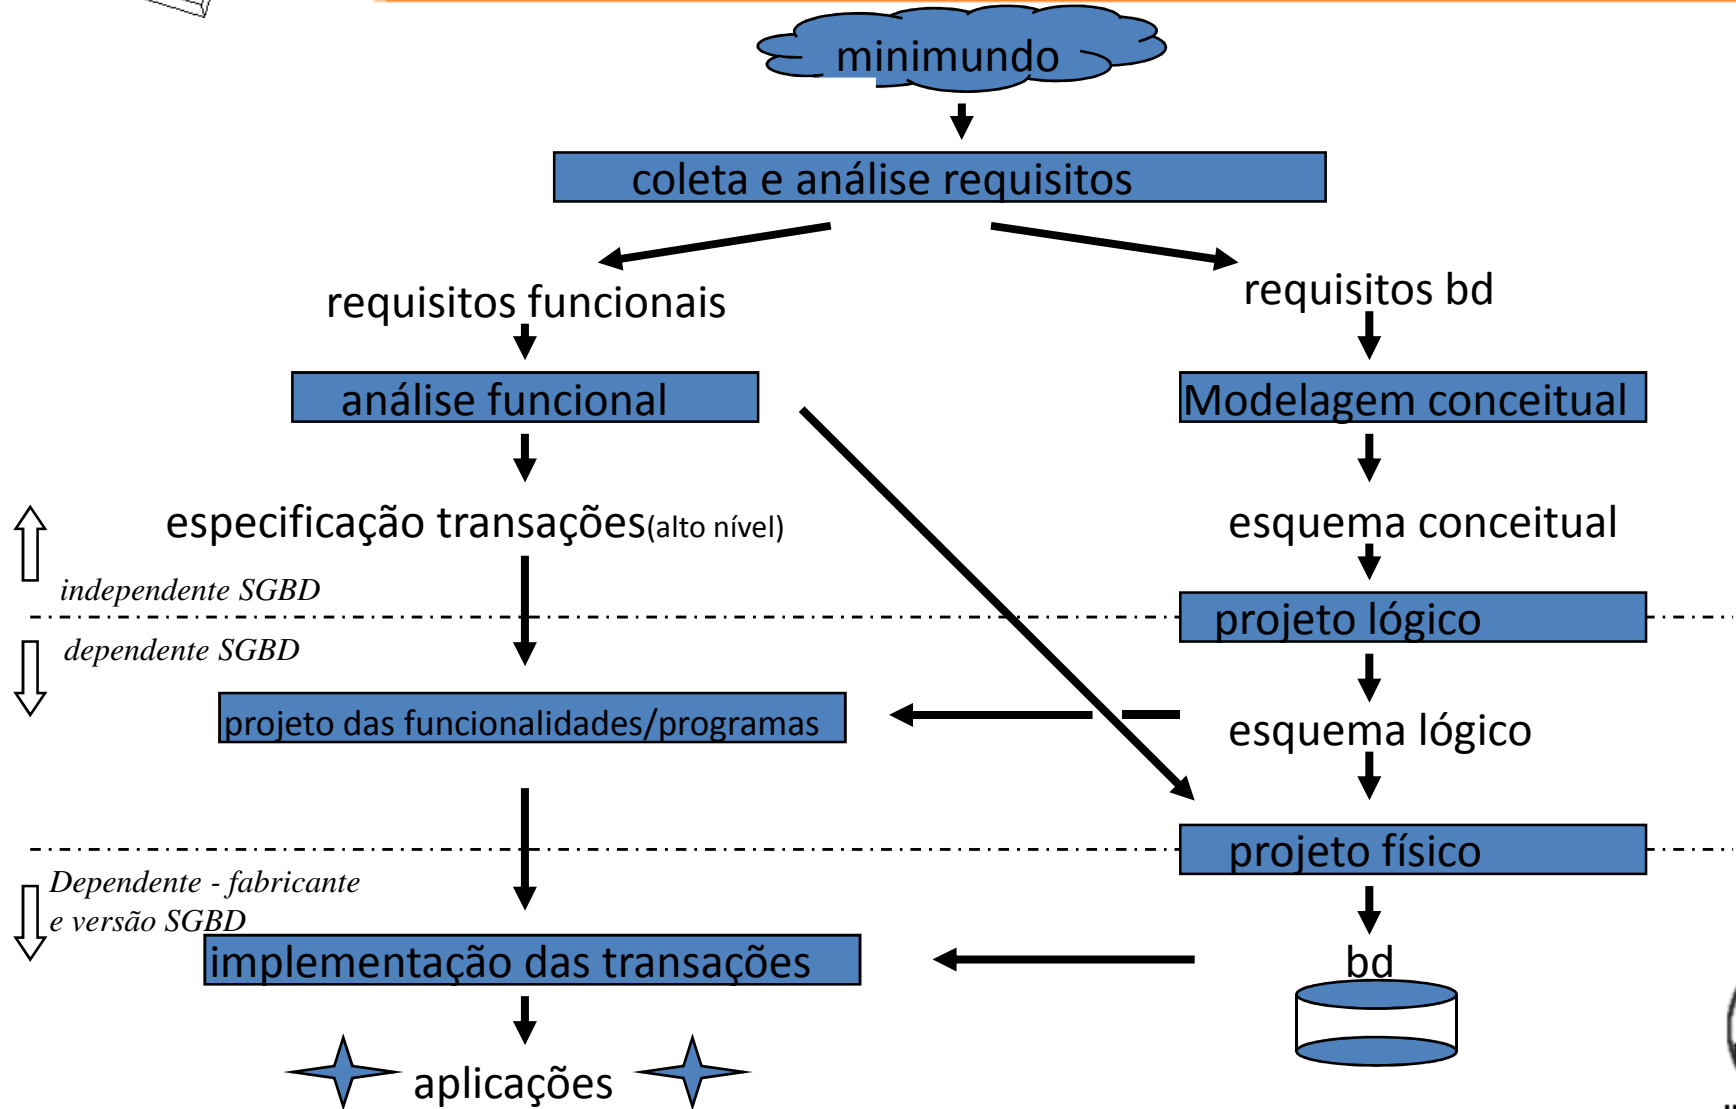 minimundo
coleta e análise requisitos
requisitos funcionais
requisitos bd
análise funcional
Modelagem conceitual
especificação transações(alto nível)
esquema conceitual
independente SGBD
projeto lógico
dependente SGBD
projeto das funcionalidades/programas
esquema lógico
projeto físico
Dependente - fabricante
e versão SGBD
implementação das transações
bd
aplicações